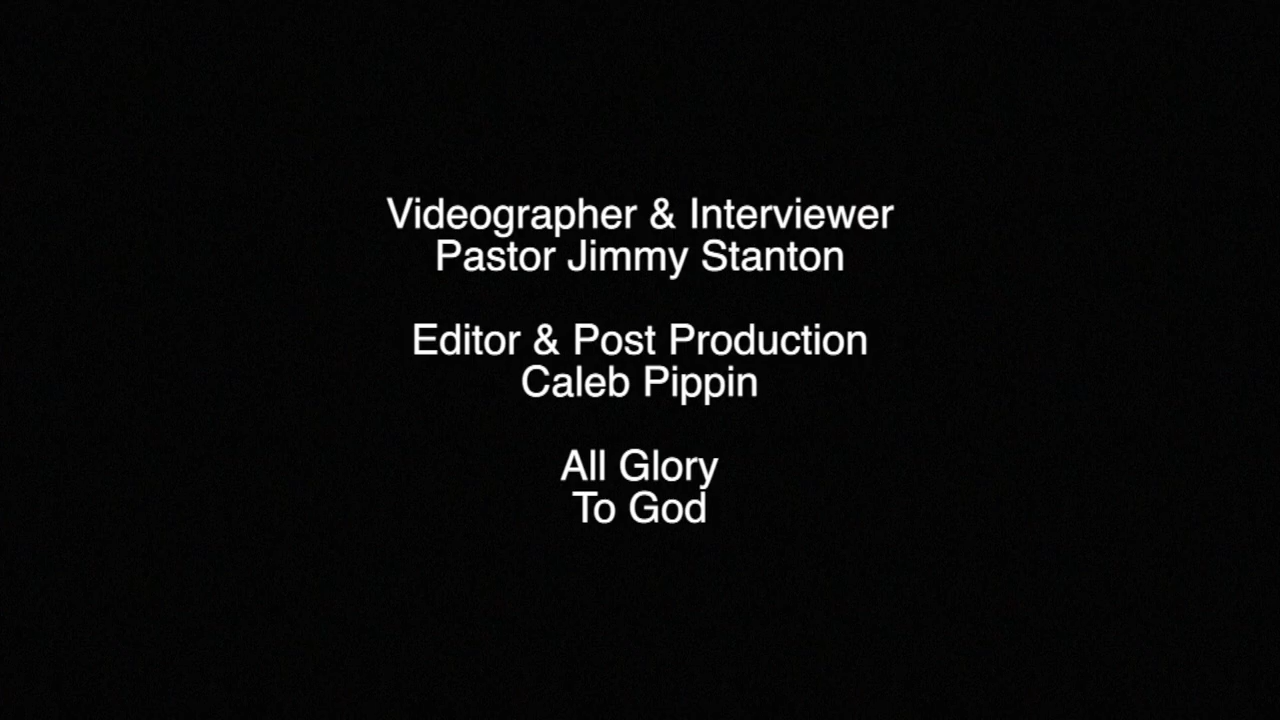 Videographer & Interviewer
Pastor Jimmy Stanton
Editor & Post Production
Caleb Pippin
All Glory
To God